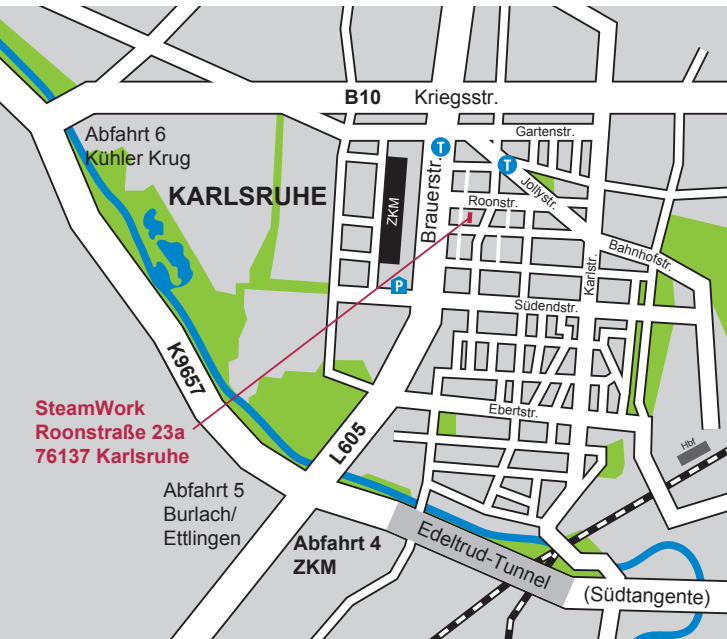 B10 Kriegsstr.
Gartenstr.
Abfahrt 6
Kühler Krug
T
T
KARLSRUHE
Jollystr.
Roonstr.
ZKM
Brauerstr.
Bahnhofstr.
Karlstr.
P
Südendstr.
K9657
SteamWork
Roonstraße 23a
76137 Karlsruhe
Ebertstr.
L605
Hbf
Abfahrt 5
Burlach/
Ettlingen
Abfahrt 4
ZKM
Edeltrud-Tunnel
(Südtangente)